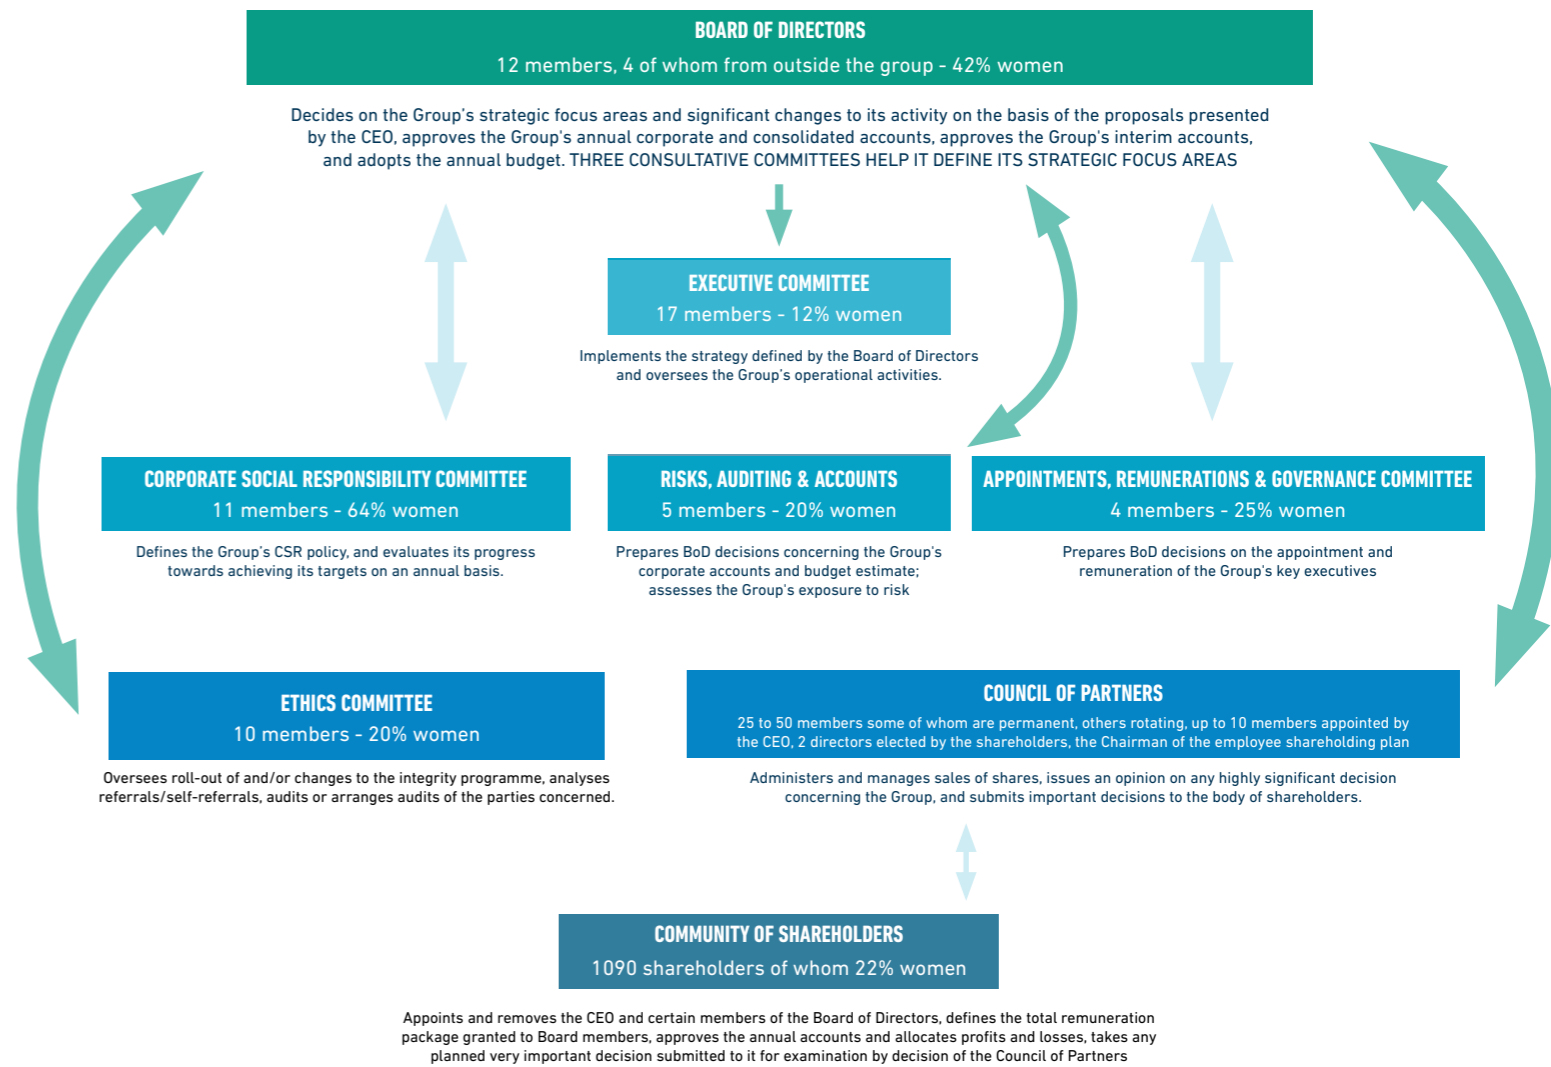 BOARD OF DIRECTORS
12 members, 4 of whom from outside the group - 42% women
Decides on the Group's strategic focus areas and significant changes to its activity on the basis of the proposals presented
by the CEO, approves the Group's annual corporate and consolidated accounts, approves the Group's interim accounts,
and adopts the annual budget. THREE CONSULTATIVE COMMITTEES HELP IT DEFINE ITS STRATEGIC FOCUS AREAS
EXECUTIVE COMMITTEE
17 members - 12% women
Implements the strategy defined by the Board of Directors
and oversees the Group's operational activities.
CORPORATE SOCIAL RESPONSIBILITY COMMITTEE
11 members - 64% women
Defines the Group's CSR policy, and evaluates its progress
towards achieving its targets on an annual basis.
RISKS, AUDITING & ACCOUNTS
5 members - 20% women
Prepares BoD decisions concerning the Group's
corporate accounts and budget estimate;
assesses the Group's exposure to risk
APPOINTMENTS, REMUNERATIONS & GOVERNANCE COMMITTEE
4 members - 25% women
Prepares BoD decisions on the appointment and
remuneration of the Group's key executives
ETHICS COMMITTEE
10 members - 20% women
Oversees roll-out of and/or changes to the integrity programme, analyses
referrals/self-referrals, audits or arranges audits of the parties concerned.
COUNCIL OF PARTNERS
25 to 50 members some of whom are permanent, others rotating, up to 10 members appointed by
the CEO, 2 directors elected by the shareholders, the Chairman of the employee shareholding plan
Administers and manages sales of shares, issues an opinion on any highly significant decision
concerning the Group, and submits important decisions to the body of shareholders.
COMMUNITY OF SHAREHOLDERS
1090 shareholders of whom 22% women
Appoints and removes the CEO and certain members of the Board of Directors, defines the total remuneration
package granted to Board members, approves the annual accounts and allocates profits and losses, takes any
planned very important decision submitted to it for examination by decision of the Council of Partners